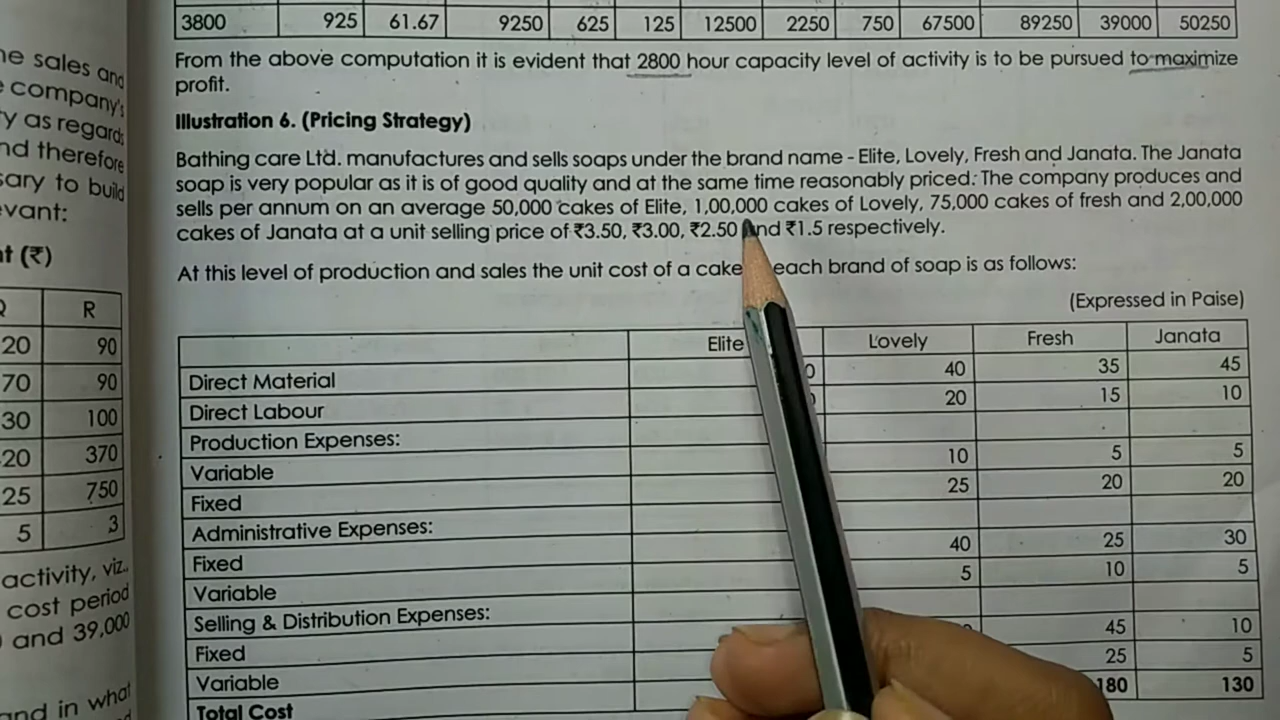 3800 925 61.67 9250 625 125 12500 2250 750 67500 89250 39000 50250
From the above computation it is evident that 2800 hour capacity level of activity is to be pursued to maximize
profit.
Illustration 6. (Pricing Strategy)
Bathing care Ltd. manufactures and sells soaps under the brand name - Elite, Lovely, Fresh and Janata. The Janata
soap is very popular as it is of good quality and at the same time reasonably priced. The company produces and
sells per annum on an average 50,000 cakes of Elite, 1,00,000 cakes of Lovely, 75,000 cakes of fresh and 2,00,000
cakes of Janata at a unit selling price of ₹3.50, ₹3.00, ₹2.50 and ₹1.5 respectively.
At this level of production and sales the unit cost of a cake each brand of soap is as follows:
(Expressed in Paise)
Elite Lovely Fresh Janata
Direct Material 40 35 45
Direct Labour 20 15 10
Production Expenses:
Variable 10 5 5
Fixed 25 20 20
Administrative Expenses:
Fixed 40 25 30
Variable 5 10 5
Selling & Distribution Expenses:
Fixed 45 10
Variable 25 5
Total Cost 180 130
sales and
company's
y as regards
nd therefore
sary to build
evant:
t (₹)
R
20 90
70 90
30 100
20 370
25 750
5 3
activity, viz.
cost period
and 39,000
and in what